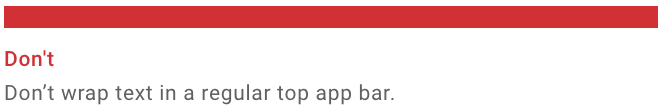 Don't
Don’t wrap text in a regular top app bar.